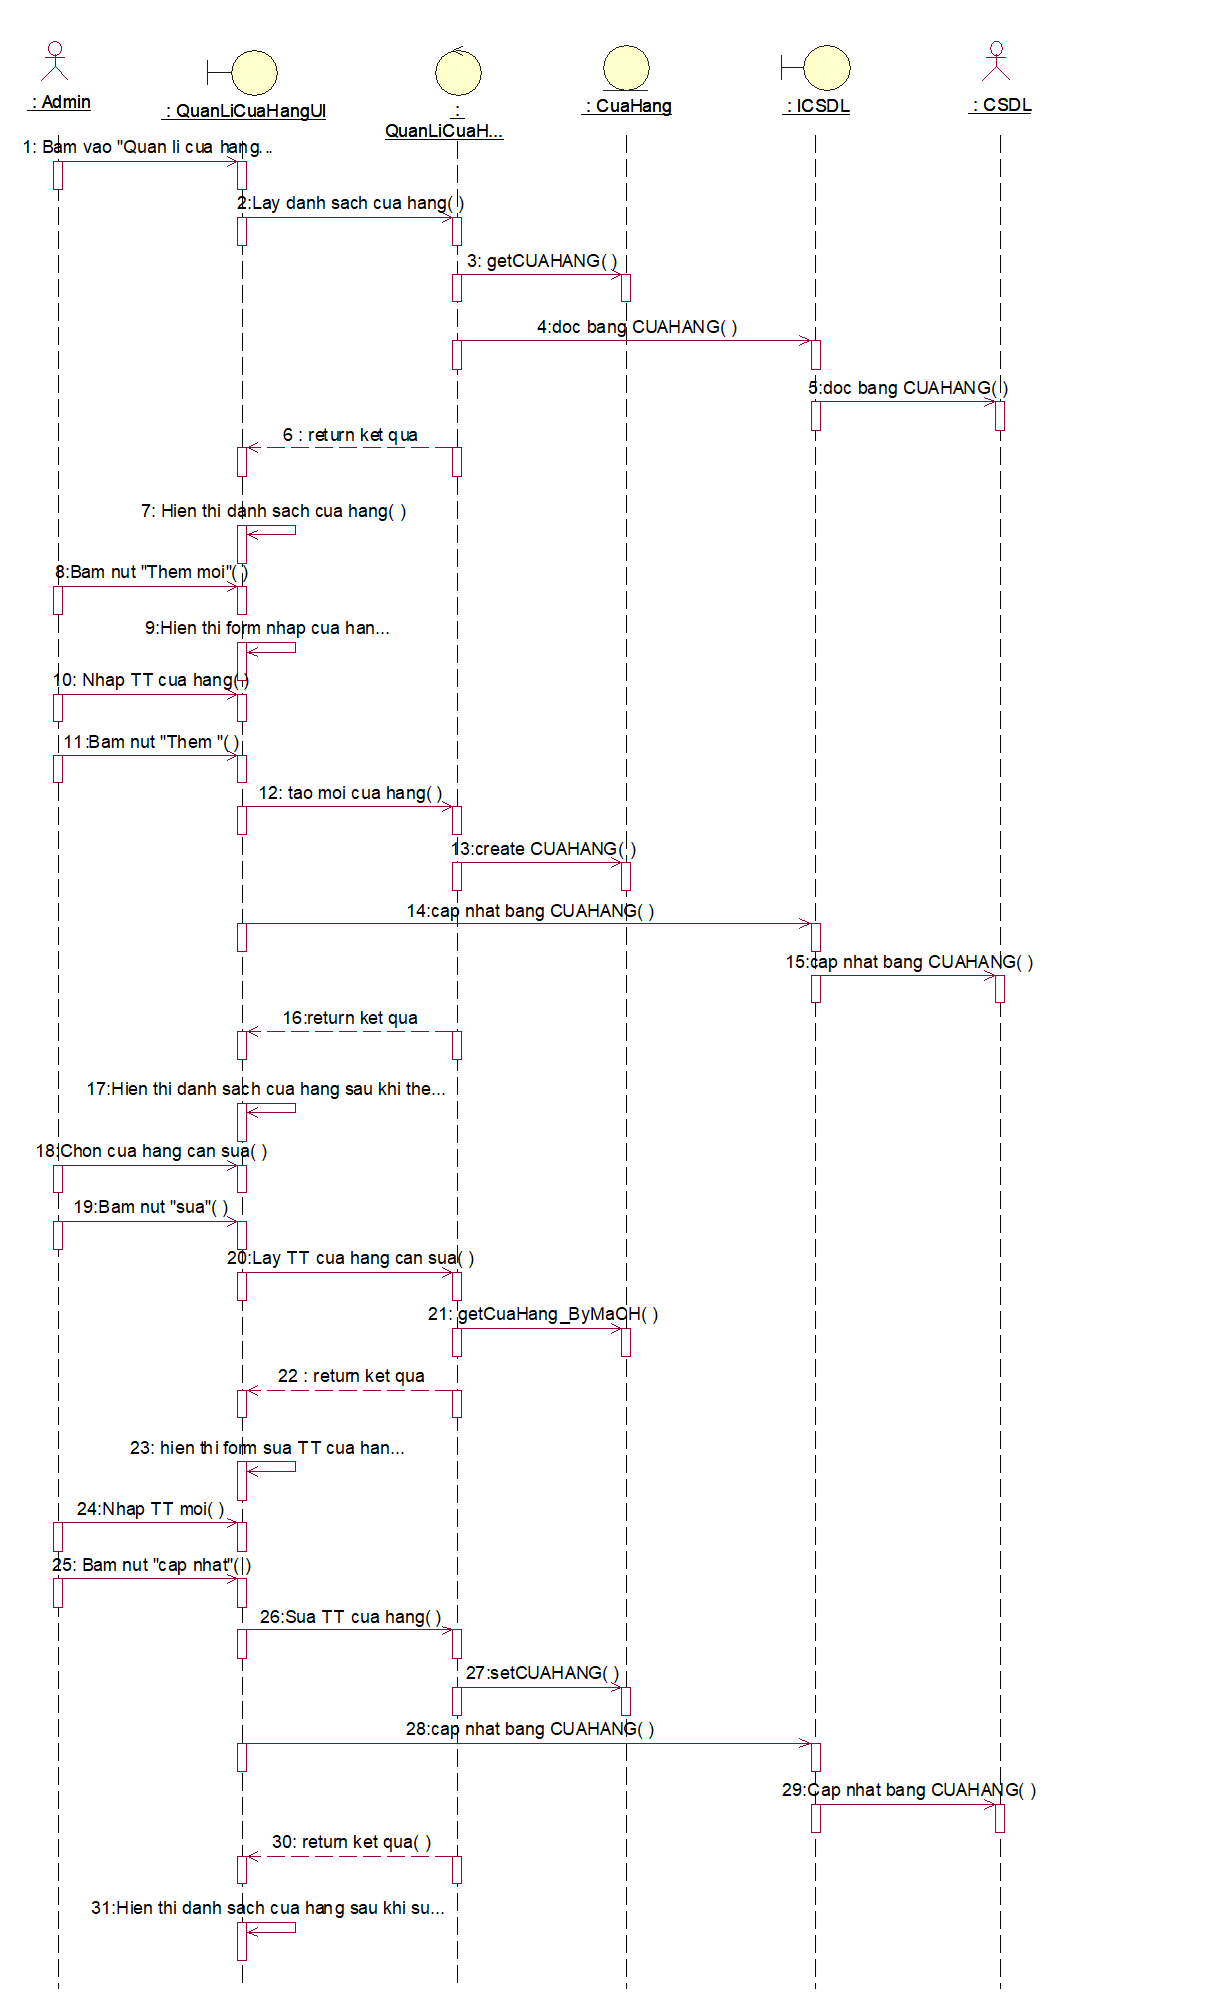 : Admin
: QuanLiCuaHangUI
:
QuanLiCuaH...
: CuaHang
: ICSDL
: CSDL
1: Bam vao "Quan li cua hang...
2:Lay danh sach cua hang( )
3: getCUAHANG( )
4:doc bang CUAHANG( )
5:doc bang CUAHANG( )
6 : return ket qua
7: Hien thi danh sach cua hang( )
8:Bam nut "Them moi"( )
9:Hien thi form nhap cua han...
10: Nhap TT cua hang( )
11:Bam nut "Them "( )
12: tao moi cua hang( )
13:create CUAHANG( )
14:cap nhat bang CUAHANG( )
15:cap nhat bang CUAHANG( )
16:return ket qua
17:Hien thi danh sach cua hang sau khi the...
18:Chon cua hang can sua( )
19:Bam nut "sua"( )
20:Lay TT cua hang can sua( )
21: getCuaHang_ByMaCH( )
22 : return ket qua
23: hien thi form sua TT cua han...
24:Nhap TT moi( )
25: Bam nut "cap nhat"( )
26:Sua TT cua hang( )
27:setCUAHANG( )
28:cap nhat bang CUAHANG( )
29:Cap nhat bang CUAHANG( )
30: return ket qua( )
31:Hien thi danh sach cua hang sau khi su...